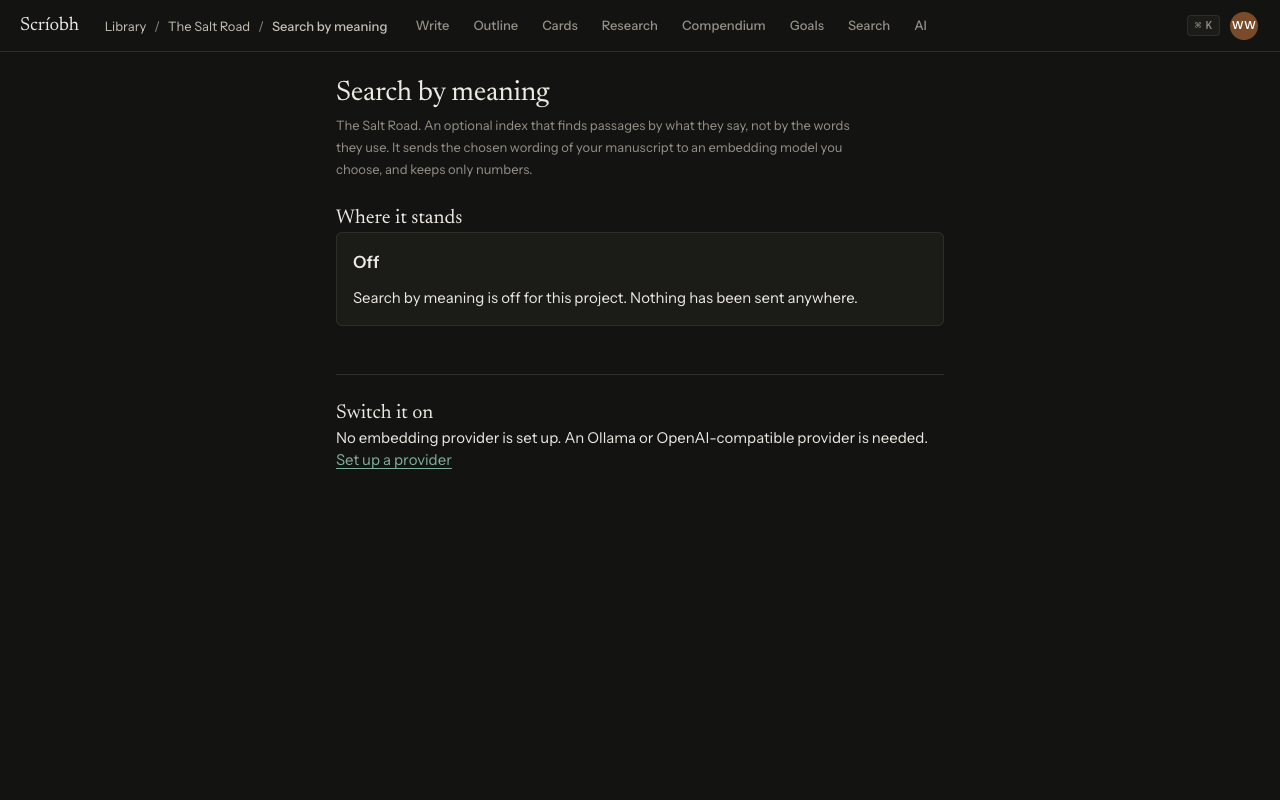 Scríobh
Library / The Salt Road / Search by meaning
Write
Outline
Cards
Research
Compendium
Goals
Search
AI
⌘ K
WW
Search by meaning
The Salt Road. An optional index that finds passages by what they say, not by the words
they use. It sends the chosen wording of your manuscript to an embedding model you
choose, and keeps only numbers.
Where it stands
Off
Search by meaning is off for this project. Nothing has been sent anywhere.
Switch it on
No embedding provider is set up. An Ollama or OpenAI-compatible provider is needed.
Set up a provider